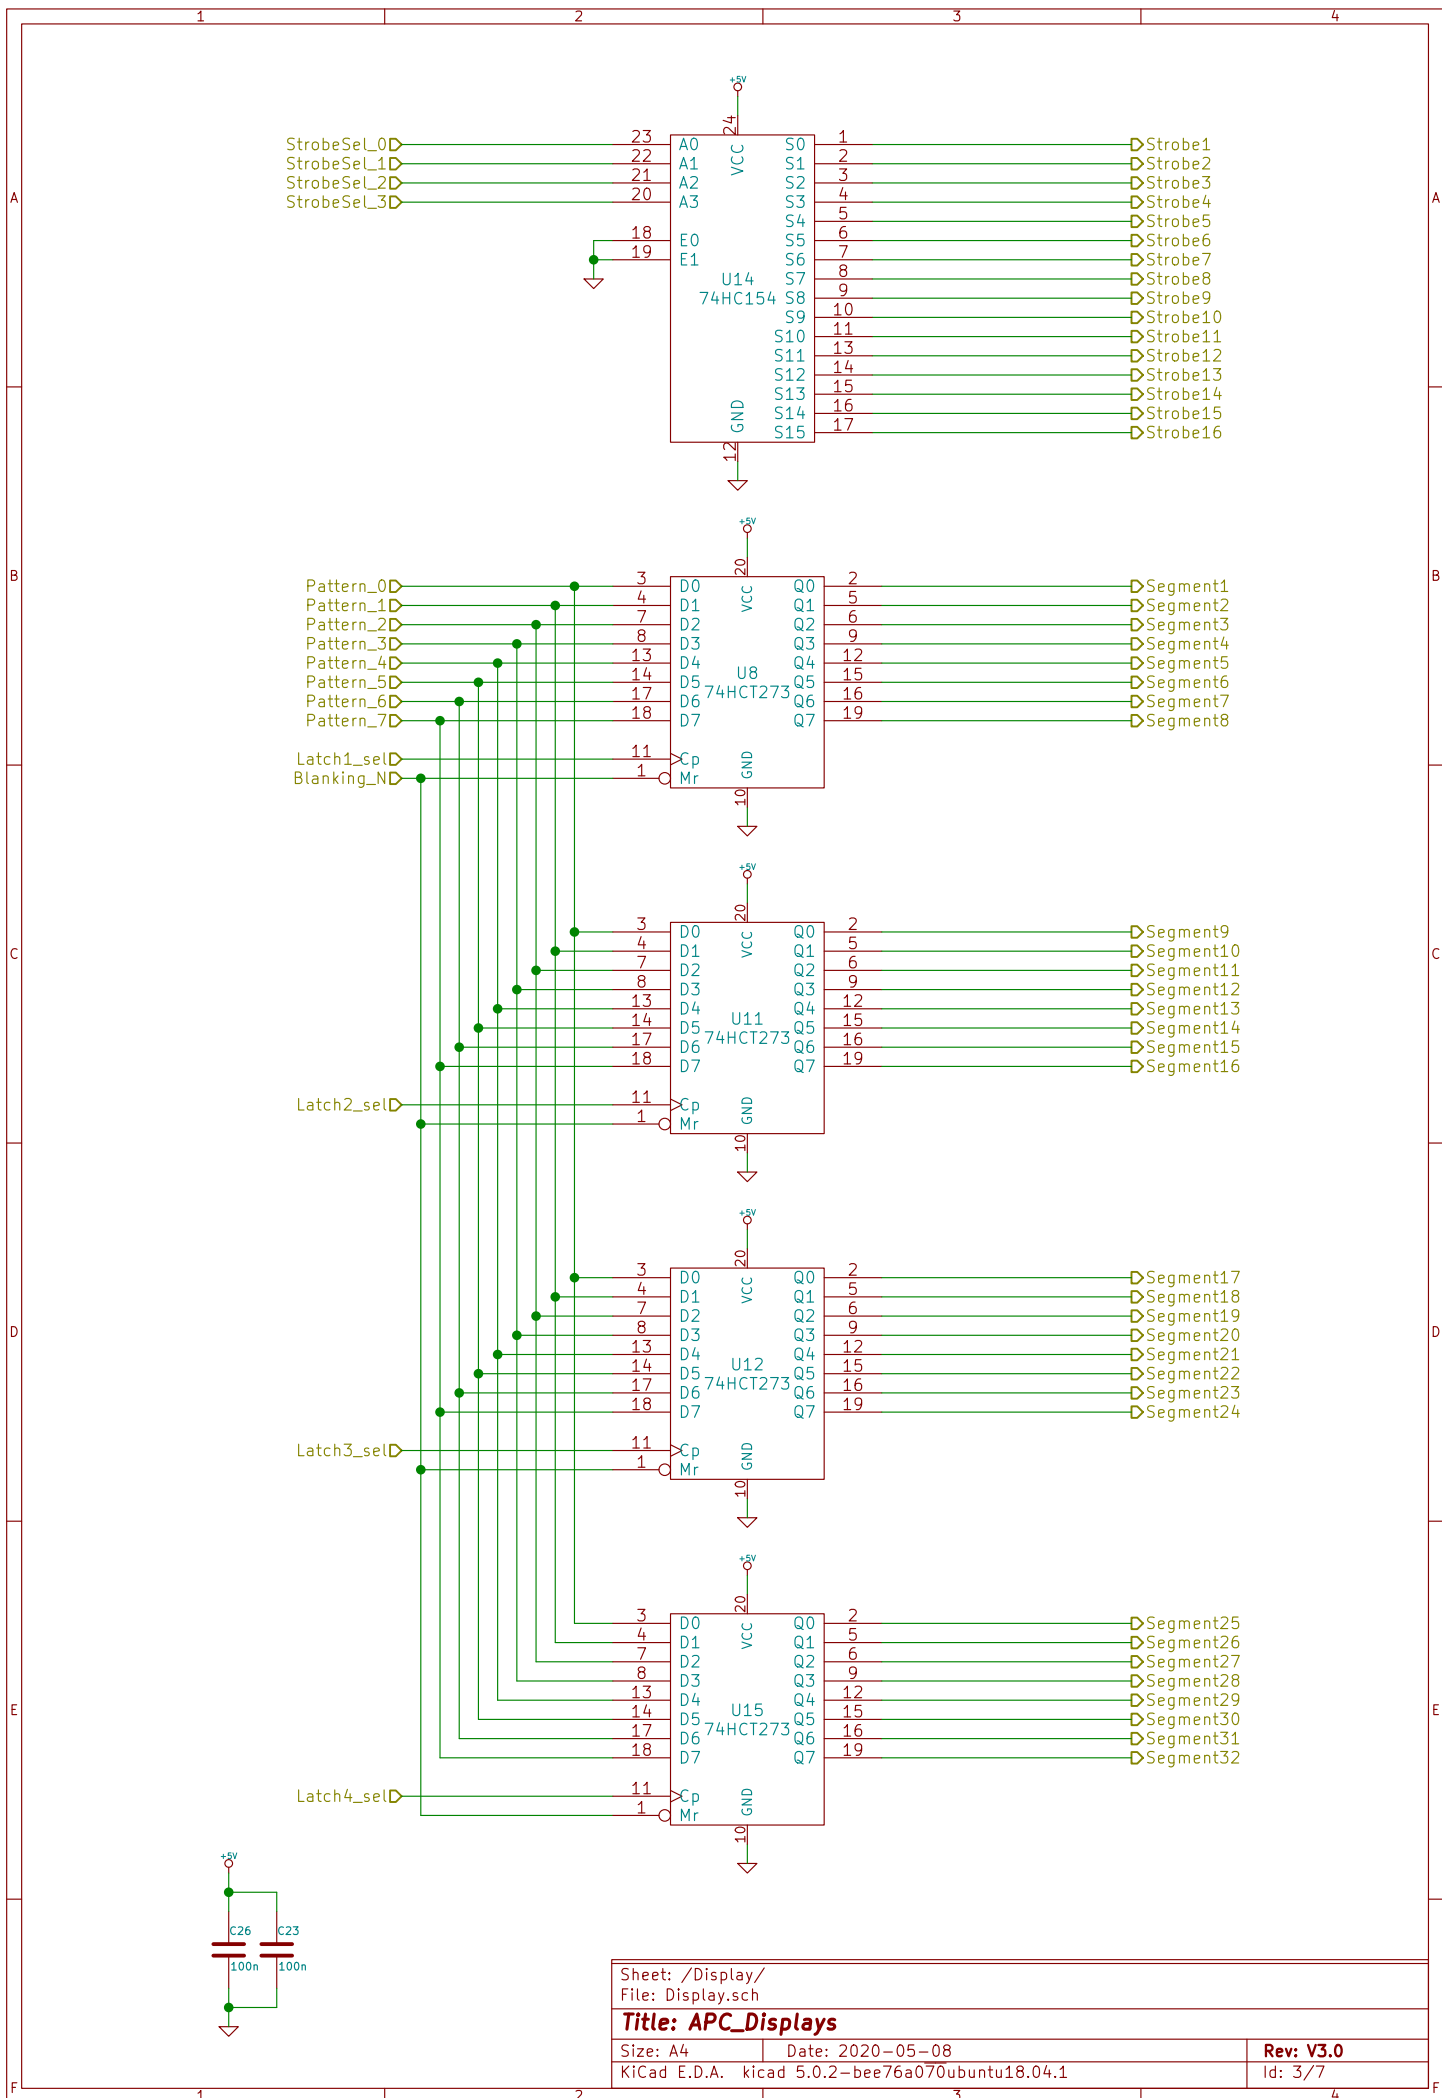 1 2 3 4
+5V
24
StrobeSel_0 23 A0 VCC S0 1 Strobe1
StrobeSel_1 22 A1 S1 2 Strobe2
StrobeSel_2 21 A2 S2 3 Strobe3
StrobeSel_3 20 A3 S3 4 Strobe4
A A
S4 5 Strobe5
18 E0 S5 6 Strobe6
19 E1 S6 7 Strobe7
U14 S7 8 Strobe8
74HC154 S8 9 Strobe9
S9 10 Strobe10
S10 11 Strobe11
S11 13 Strobe12
S12 14 Strobe13
S13 15 Strobe14
GND S14 16 Strobe15
S15 17 Strobe16
12
+5V
20
B B
Pattern_0 3 D0 VCC Q0 2 Segment1
Pattern_1 4 D1 Q1 5 Segment2
Pattern_2 7 D2 Q2 6 Segment3
Pattern_3 8 D3 Q3 9 Segment4
Pattern_4 13 D4 Q4 12 Segment5
U8
Pattern_5 14 D5 Q5 15 Segment6
74HCT273
Pattern_6 17 D6 Q6 16 Segment7
Pattern_7 18 D7 Q7 19 Segment8
Latch1_sel 11 Cp GND
Blanking_N 1 Mr
10
+5V
20
3 D0 VCC Q0 2 Segment9
4 D1 Q1 5 Segment10
C C
7 D2 Q2 6 Segment11
8 D3 Q3 9 Segment12
13 D4 Q4 12 Segment13
U11
14 D5 Q5 15 Segment14
74HCT273
17 D6 Q6 16 Segment15
18 D7 Q7 19 Segment16
Latch2_sel 11 Cp GND
1 Mr
10
+5V
20
3 D0 VCC Q0 2 Segment17
4 D1 Q1 5 Segment18
7 D2 Q2 6 Segment19
D D
8 D3 Q3 9 Segment20
13 D4 Q4 12 Segment21
U12
14 D5 Q5 15 Segment22
74HCT273
17 D6 Q6 16 Segment23
18 D7 Q7 19 Segment24
Latch3_sel 11 Cp GND
1 Mr
10
+5V
20
3 D0 VCC Q0 2 Segment25
4 D1 Q1 5 Segment26
7 D2 Q2 6 Segment27
8 D3 Q3 9 Segment28
13 D4 Q4 12 Segment29
E U15 E
14 D5 Q5 15 Segment30
74HCT273
17 D6 Q6 16 Segment31
18 D7 Q7 19 Segment32
Latch4_sel 11 Cp GND
1 Mr
10
+5V
C26 C23
100n 100n
Sheet: /Display/
File: Display.sch
Title: APC_Displays
Size: A4 Date: 2020-05-08 Rev: V3.0
KiCad E.D.A. kicad 5.0.2-bee76a070ubuntu18.04.1 Id: 3/7
F F
1 2 3 4